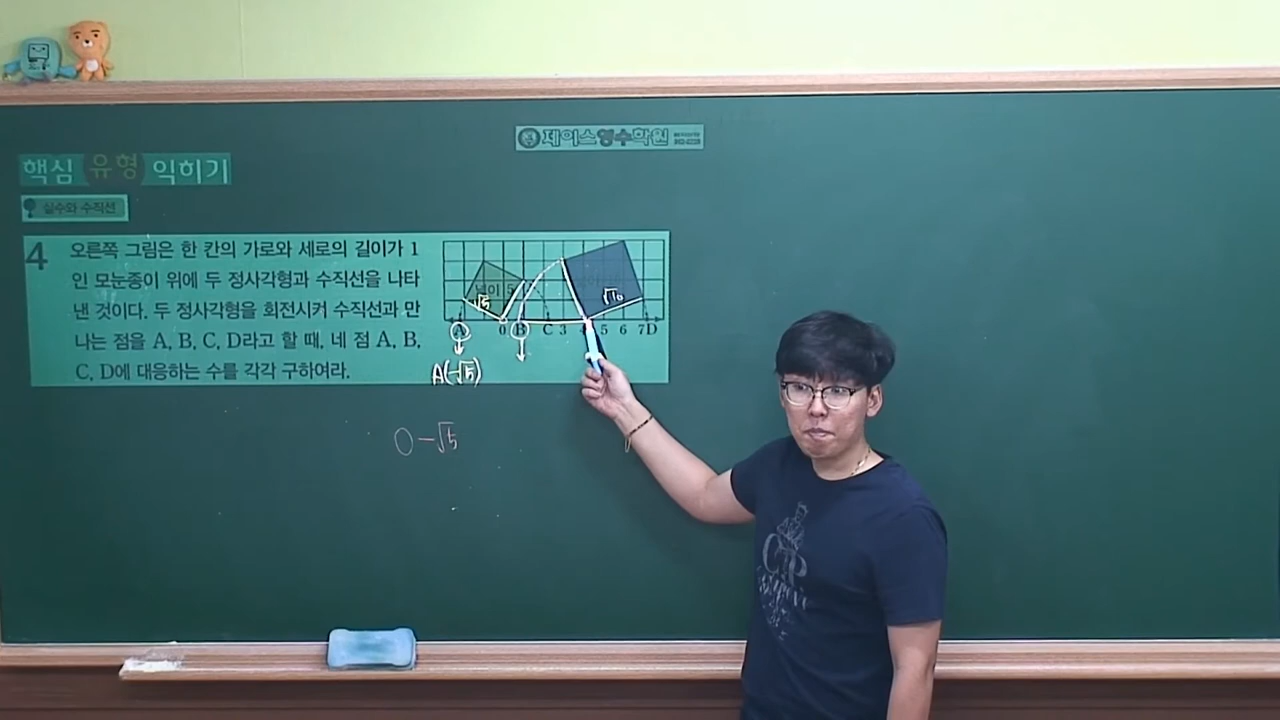 제이스영수학원
핵심 유형 익히기
실수와 수직선
4 오른쪽 그림은 한 칸의 가로와 세로의 길이가 1
인 모눈종이 위에 두 정사각형과 수직선을 나타
낸 것이다. 두 정사각형을 회전시켜 수직선과 만
나는 점을 A, B, C, D라고 할 때, 네 점 A, B,
C, D에 대응하는 수를 각각 구하여라.
넓이 5
√5 √10
A 0 B C 3 4 5 6 7D
A(-√5)
0-√5